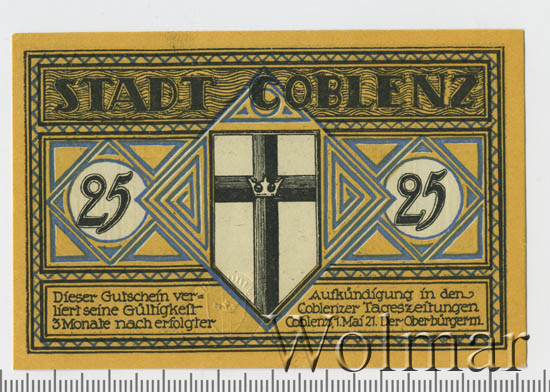 STADT COBLENZ
25
25
Dieser Gutschein ver=
liert seine Gültigkeit
3 Monate nach erfolgter
Aufkündigung in den
Coblenzer Tageszeitungen.
Coblenz, 1. Mai 21. Der Oberbürgerm.
Wolmar